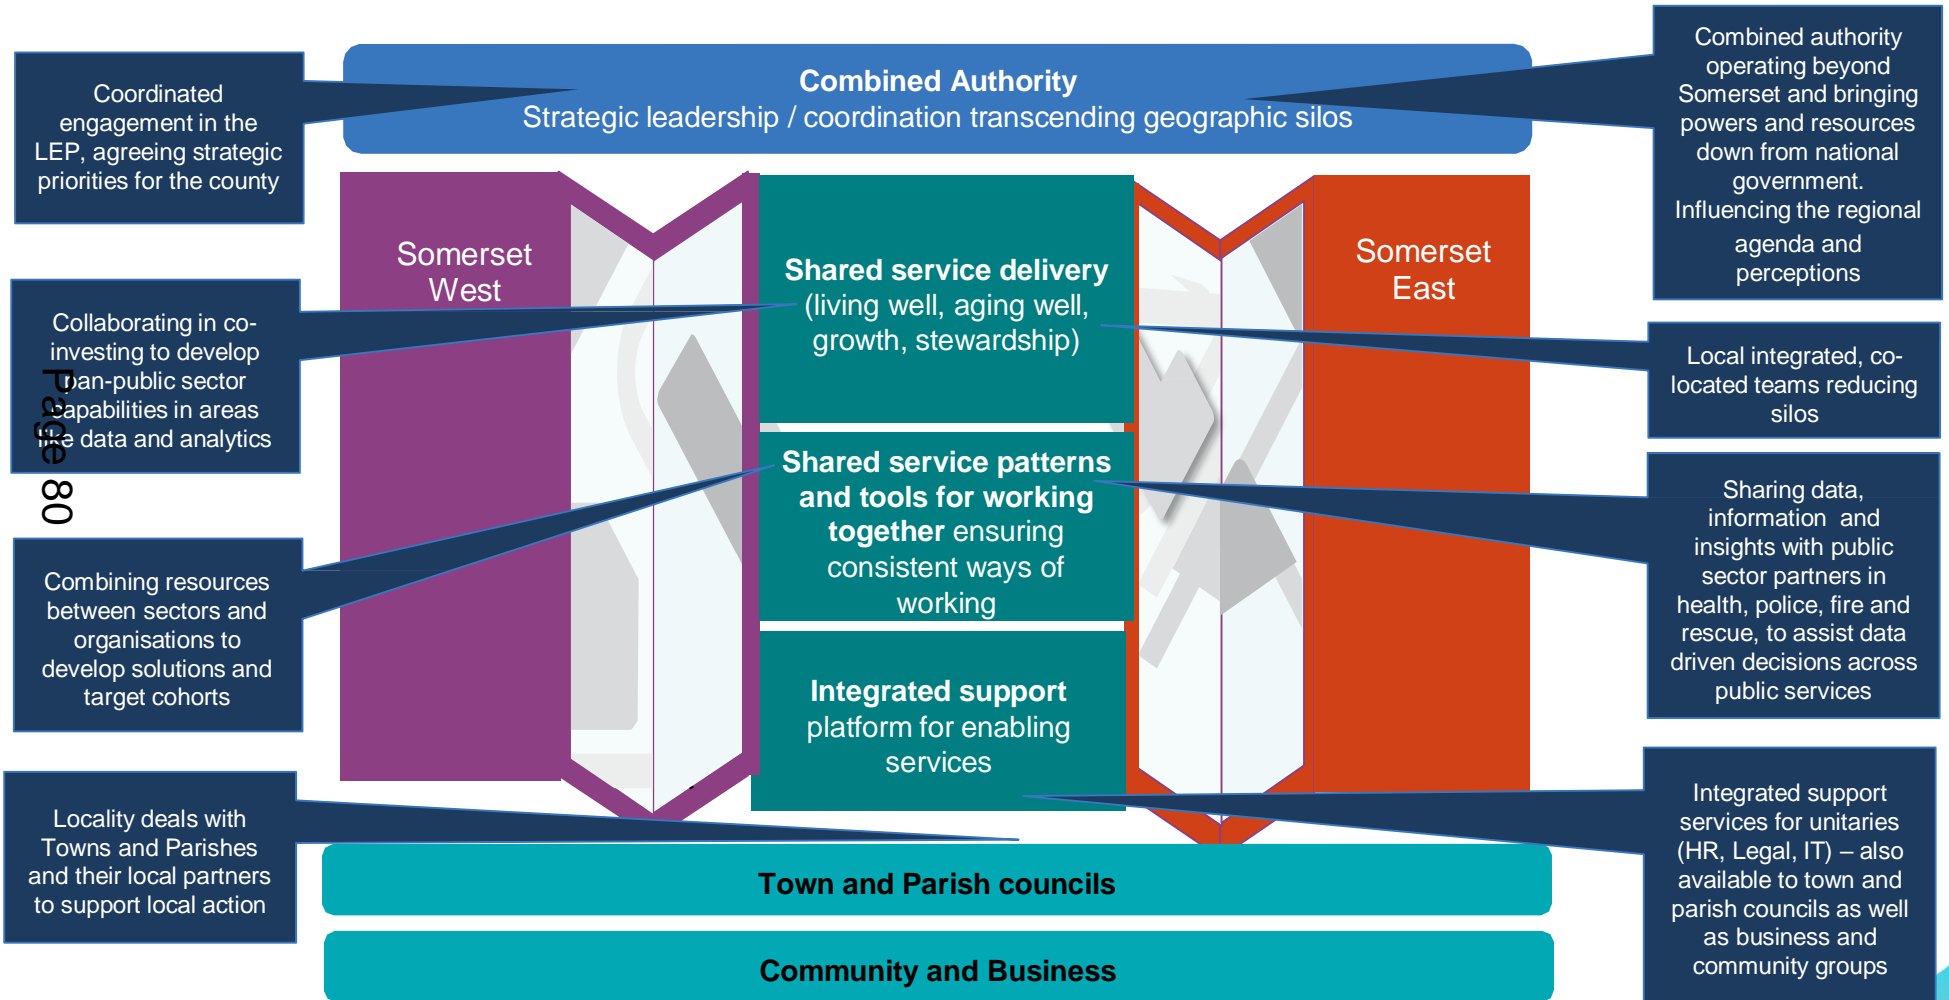 Combined Authority
Strategic leadership / coordination transcending geographic silos
Coordinated
engagement in the
LEP, agreeing strategic
priorities for the county
Combined authority
operating beyond
Somerset and bringing
powers and resources
down from national
government.
Influencing the regional
agenda and
perceptions
Somerset
West
Shared service delivery
(living well, aging well,
growth, stewardship)
Somerset
East
Collaborating in co-
investing to develop
pan-public sector
capabilities in areas
like data and analytics
Page 80
Local integrated, co-
located teams reducing
silos
Shared service patterns
and tools for working
together ensuring
consistent ways of
working
Combining resources
between sectors and
organisations to
develop solutions and
target cohorts
Sharing data,
information  and
insights with public
sector partners in
health, police, fire and
rescue, to assist data
driven decisions across
public services
Integrated support
platform for enabling
services
Locality deals with
Towns and Parishes
and their local partners
to support local action
Integrated support
services for unitaries
(HR, Legal, IT) – also
available to town and
parish councils as well
as business and
community groups
Town and Parish councils
Community and Business